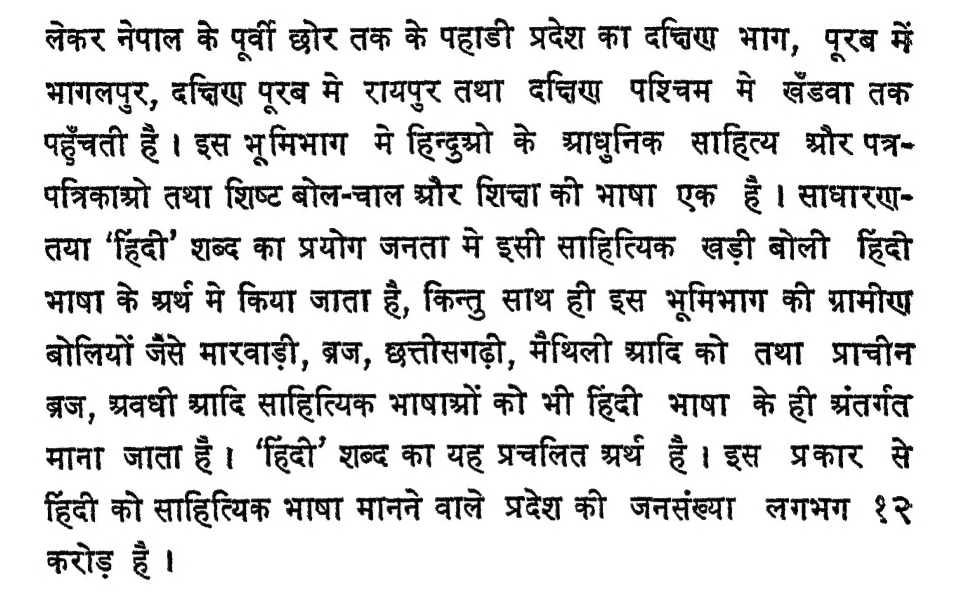 लेकर नेपाल के पूर्वी छोर तक के पहाडी प्रदेश का दक्षिण भाग, पूरब में
भागलपुर, दक्षिण पूरब मे रायपुर तथा दक्षिण पश्चिम मे खँडवा तक
पहुँचती है । इस भूमिभाग मे हिन्दुओ के आधुनिक साहित्य और पत्र-
पत्रिकाओ तथा शिष्ट बोल-चाल और शिक्षा की भाषा एक है । साधारण-
तया ‘हिंदी’ शब्द का प्रयोग जनता मे इसी साहित्यिक खड़ी बोली हिंदी
भाषा के अर्थ मे किया जाता है, किन्तु साथ ही इस भूमिभाग की ग्रामीण
बोलियों जैसे मारवाड़ी, ब्रज, छत्तीसगढ़ी, मैथिली आदि को तथा प्राचीन
ब्रज, अवधी आदि साहित्यिक भाषाओं को भी हिंदी भाषा के ही अंतर्गत
माना जाता है । ‘हिंदी’ शब्द का यह प्रचलित अर्थ है । इस प्रकार से
हिंदी को साहित्यिक भाषा मानने वाले प्रदेश की जनसंख्या लगभग १२
करोड़ है ।